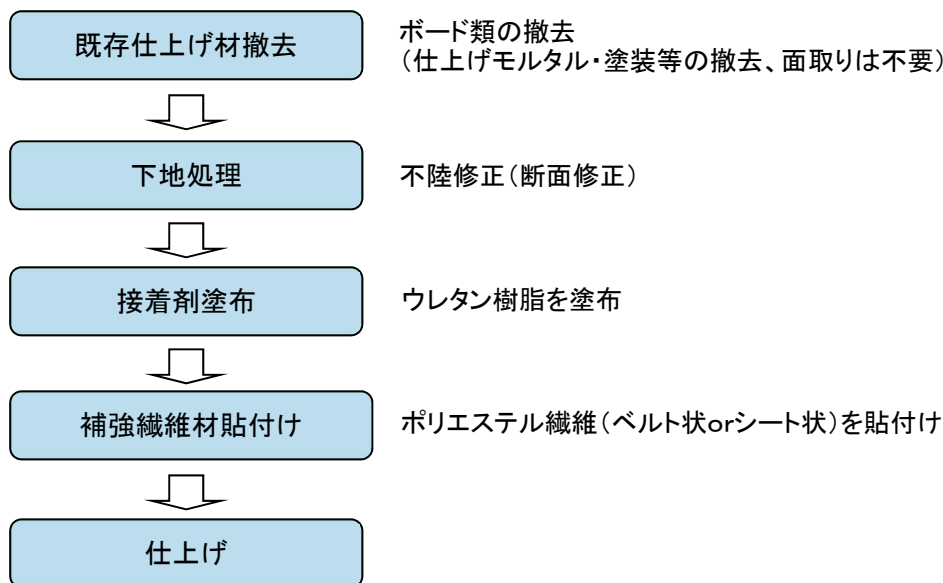 既存仕上げ材撤去
ボード類の撤去
(仕上げモルタル・塗装等の撤去、面取りは不要)
下地処理
不陸修正(断面修正)
接着剤塗布
ウレタン樹脂を塗布
補強繊維材貼付け
ポリエステル繊維(ベルト状orシート状)を貼付け
仕上げ